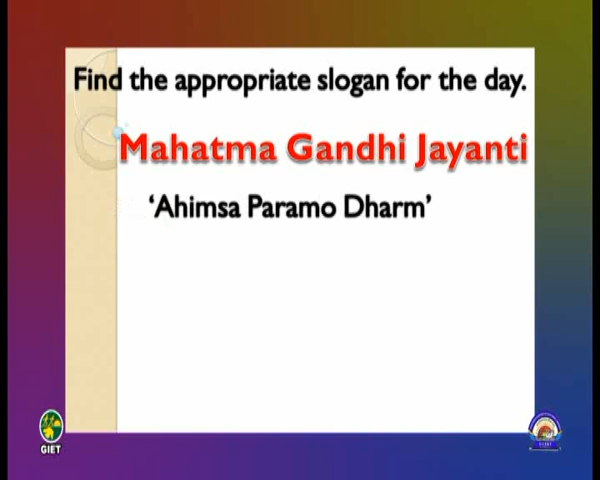 Find the appropriate slogan for the day.
Mahatma Gandhi Jayanti
‘Ahimsa Paramo Dharm’
GIET